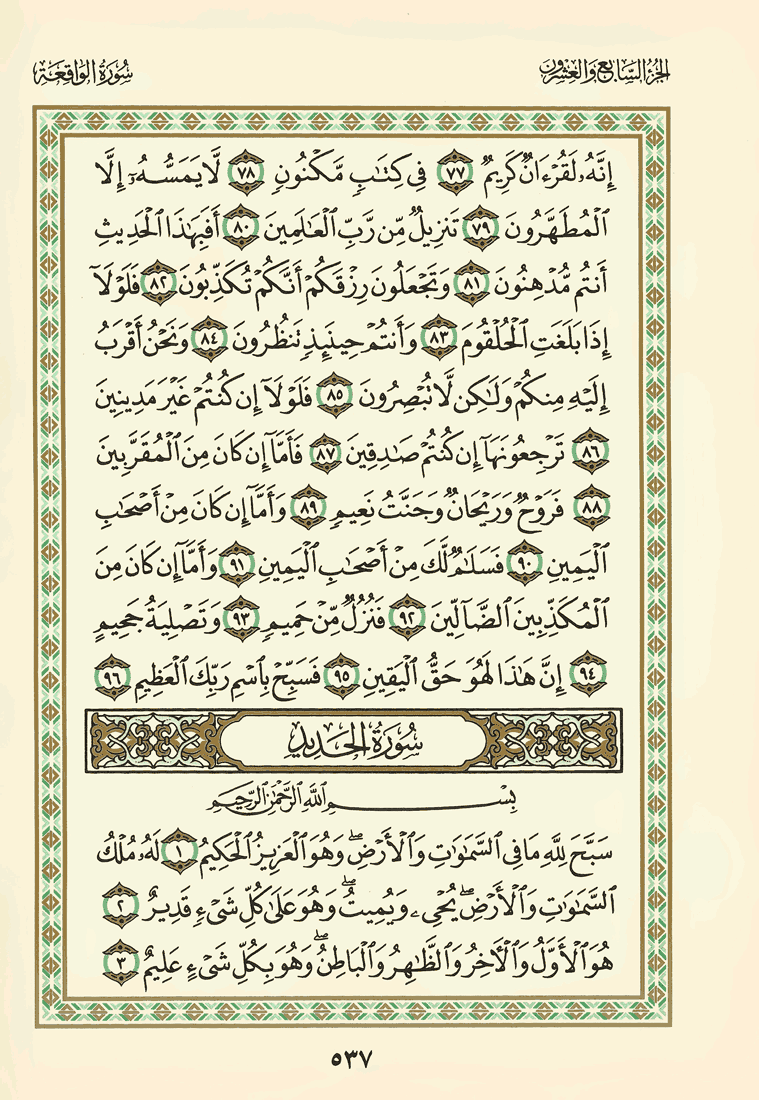 الجزء السابع والعشرون
سورة الواقعة
إِنَّهُۥ لَقُرْءَانٌ كَرِيمٌ ٧٧ فِى كِتَٰبٍ مَّكْنُونٍ ٧٨ لَّا يَمَسُّهُۥٓ إِلَّا
ٱلْمُطَهَّرُونَ ٧٩ تَنزِيلٌ مِّن رَّبِّ ٱلْعَٰلَمِينَ ٨٠ أَفَبِهَٰذَا ٱلْحَدِيثِ
أَنتُم مُّدْهِنُونَ ٨١ وَتَجْعَلُونَ رِزْقَكُمْ أَنَّكُمْ تُكَذِّبُونَ ٨٢ فَلَوْلَآ
إِذَا بَلَغَتِ ٱلْحُلْقُومَ ٨٣ وَأَنتُمْ حِينَئِذٍ تَنظُرُونَ ٨٤ وَنَحْنُ أَقْرَبُ
إِلَيْهِ مِنكُمْ وَلَٰكِن لَّا تُبْصِرُونَ ٨٥ فَلَوْلَآ إِن كُنتُمْ غَيْرَ مَدِينِينَ
٨٦ تَرْجِعُونَهَآ إِن كُنتُمْ صَٰدِقِينَ ٨٧ فَأَمَّآ إِن كَانَ مِنَ ٱلْمُقَرَّبِينَ
٨٨ فَرَوْحٌ وَرَيْحَانٌ وَجَنَّتُ نَعِيمٍ ٨٩ وَأَمَّآ إِن كَانَ مِنْ أَصْحَٰبِ
ٱلْيَمِينِ ٩٠ فَسَلَٰمٌ لَّكَ مِنْ أَصْحَٰبِ ٱلْيَمِينِ ٩١ وَأَمَّآ إِن كَانَ مِنَ
ٱلْمُكَذِّبِينَ ٱلضَّآلِّينَ ٩٢ فَنُزُلٌ مِّنْ حَمِيمٍ ٩٣ وَتَصْلِيَةُ جَحِيمٍ
٩٤ إِنَّ هَٰذَا لَهُوَ حَقُّ ٱلْيَقِينِ ٩٥ فَسَبِّحْ بِٱسْمِ رَبِّكَ ٱلْعَظِيمِ ٩٦
سُورَةُ الحَدِيدِ
بِسْمِ ٱللَّهِ ٱلرَّحْمَٰنِ ٱلرَّحِيمِ
سَبَّحَ لِلَّهِ مَا فِى ٱلسَّمَٰوَٰتِ وَٱلْأَرْضِ ۖ وَهُوَ ٱلْعَزِيزُ ٱلْحَكِيمُ ١ لَهُۥ مُلْكُ
ٱلسَّمَٰوَٰتِ وَٱلْأَرْضِ ۖ يُحْىِۦ وَيُمِيتُ ۖ وَهُوَ عَلَىٰ كُلِّ شَىْءٍ قَدِيرٌ ٢
هُوَ ٱلْأَوَّلُ وَٱلْءَاخِرُ وَٱلظَّٰهِرُ وَٱلْبَاطِنُ ۖ وَهُوَ بِكُلِّ شَىْءٍ عَلِيمٌ ٣
٥٣٧